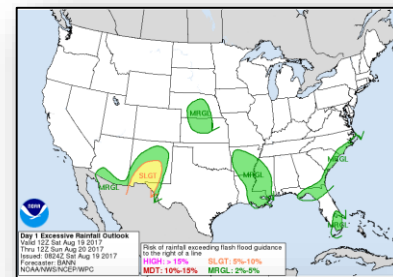 MRGL
SLGT
MRGL
MRGL
MRGL
MRGL
NOAA
Day 1 Excessive Rainfall Outlook
Valid 12Z Sat Aug 19 2017
Thru 12Z Sun Aug 20 2017
Issued: 0824Z Sat Aug 19 2017
Forecaster: BANN
NOAA/NWS/NCEP/WPC
Risk of rainfall exceeding flash flood guidance
to the right of a line
HIGH: > 15% SLGT: 5%-10%
MDT: 10%-15% MRGL: 2%-5%